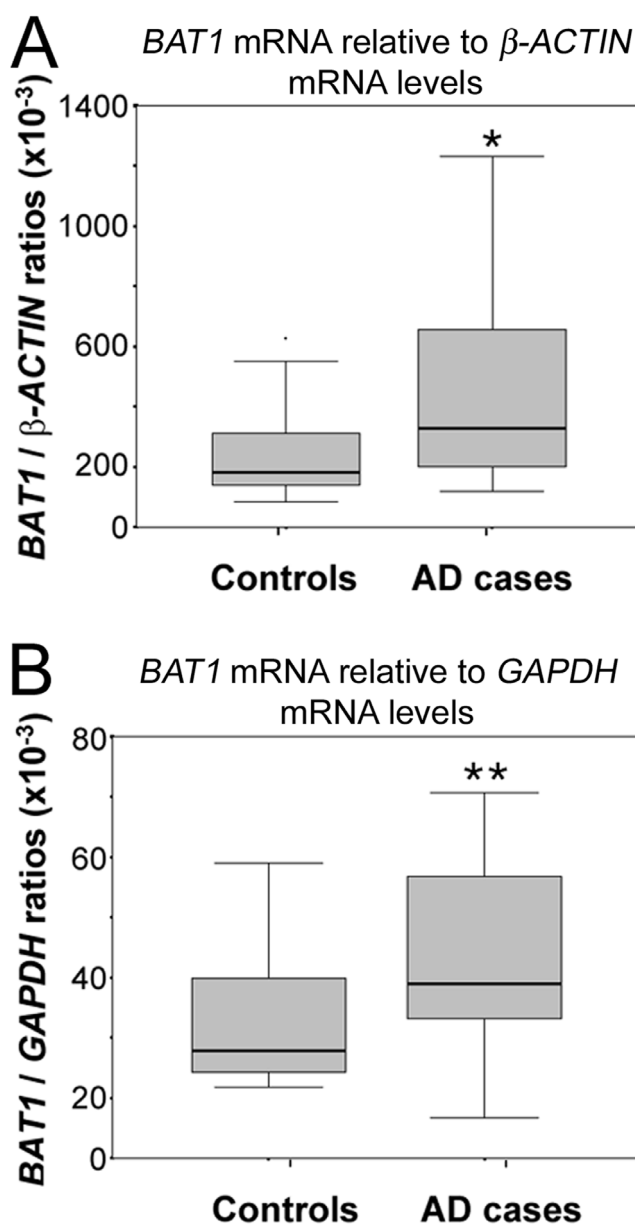 A
BAT1 mRNA relative to β-ACTIN
mRNA levels
BAT1 / β-ACTIN ratios (x10-3)
1400
1000
600
200
0
*
Controls AD cases
B
BAT1 mRNA relative to GAPDH
mRNA levels
BAT1 / GAPDH ratios (x10-3)
80
60
40
20
0
**
Controls AD cases